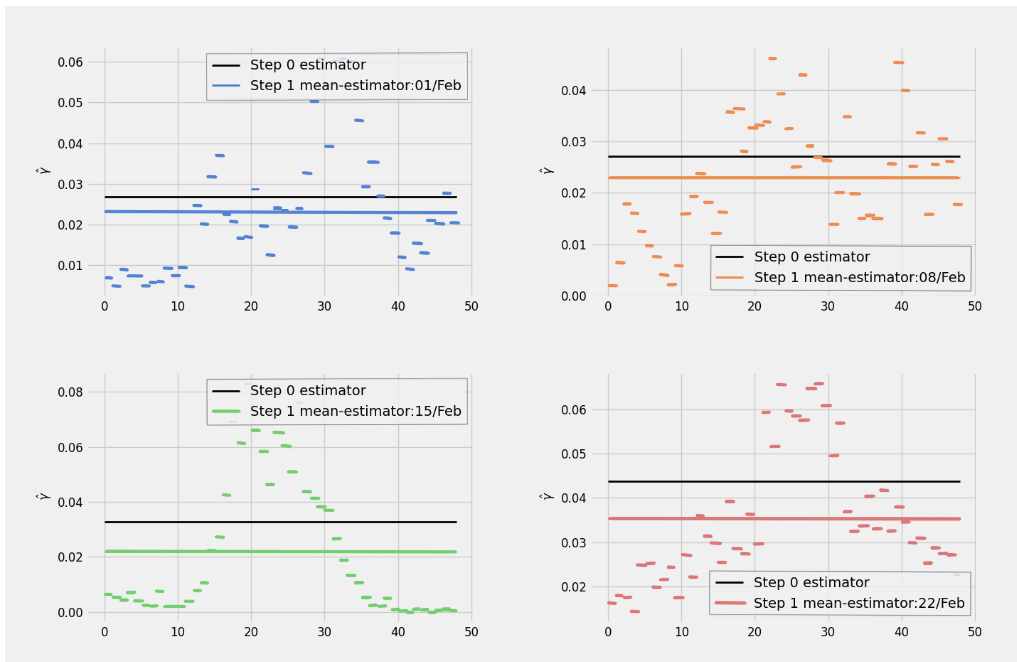 0.06
0.05
0.04
0.03
0.02
0.01
γ̂
0 10 20 30 40 50
Step 0 estimator
Step 1 mean-estimator:01/Feb
0.04
0.03
0.02
0.01
0.00
γ̂
0 10 20 30 40 50
Step 0 estimator
Step 1 mean-estimator:08/Feb
0.08
0.06
0.04
0.02
0.00
γ̂
0 10 20 30 40 50
Step 0 estimator
Step 1 mean-estimator:15/Feb
0.06
0.05
0.04
0.03
0.02
γ̂
0 10 20 30 40 50
Step 0 estimator
Step 1 mean-estimator:22/Feb